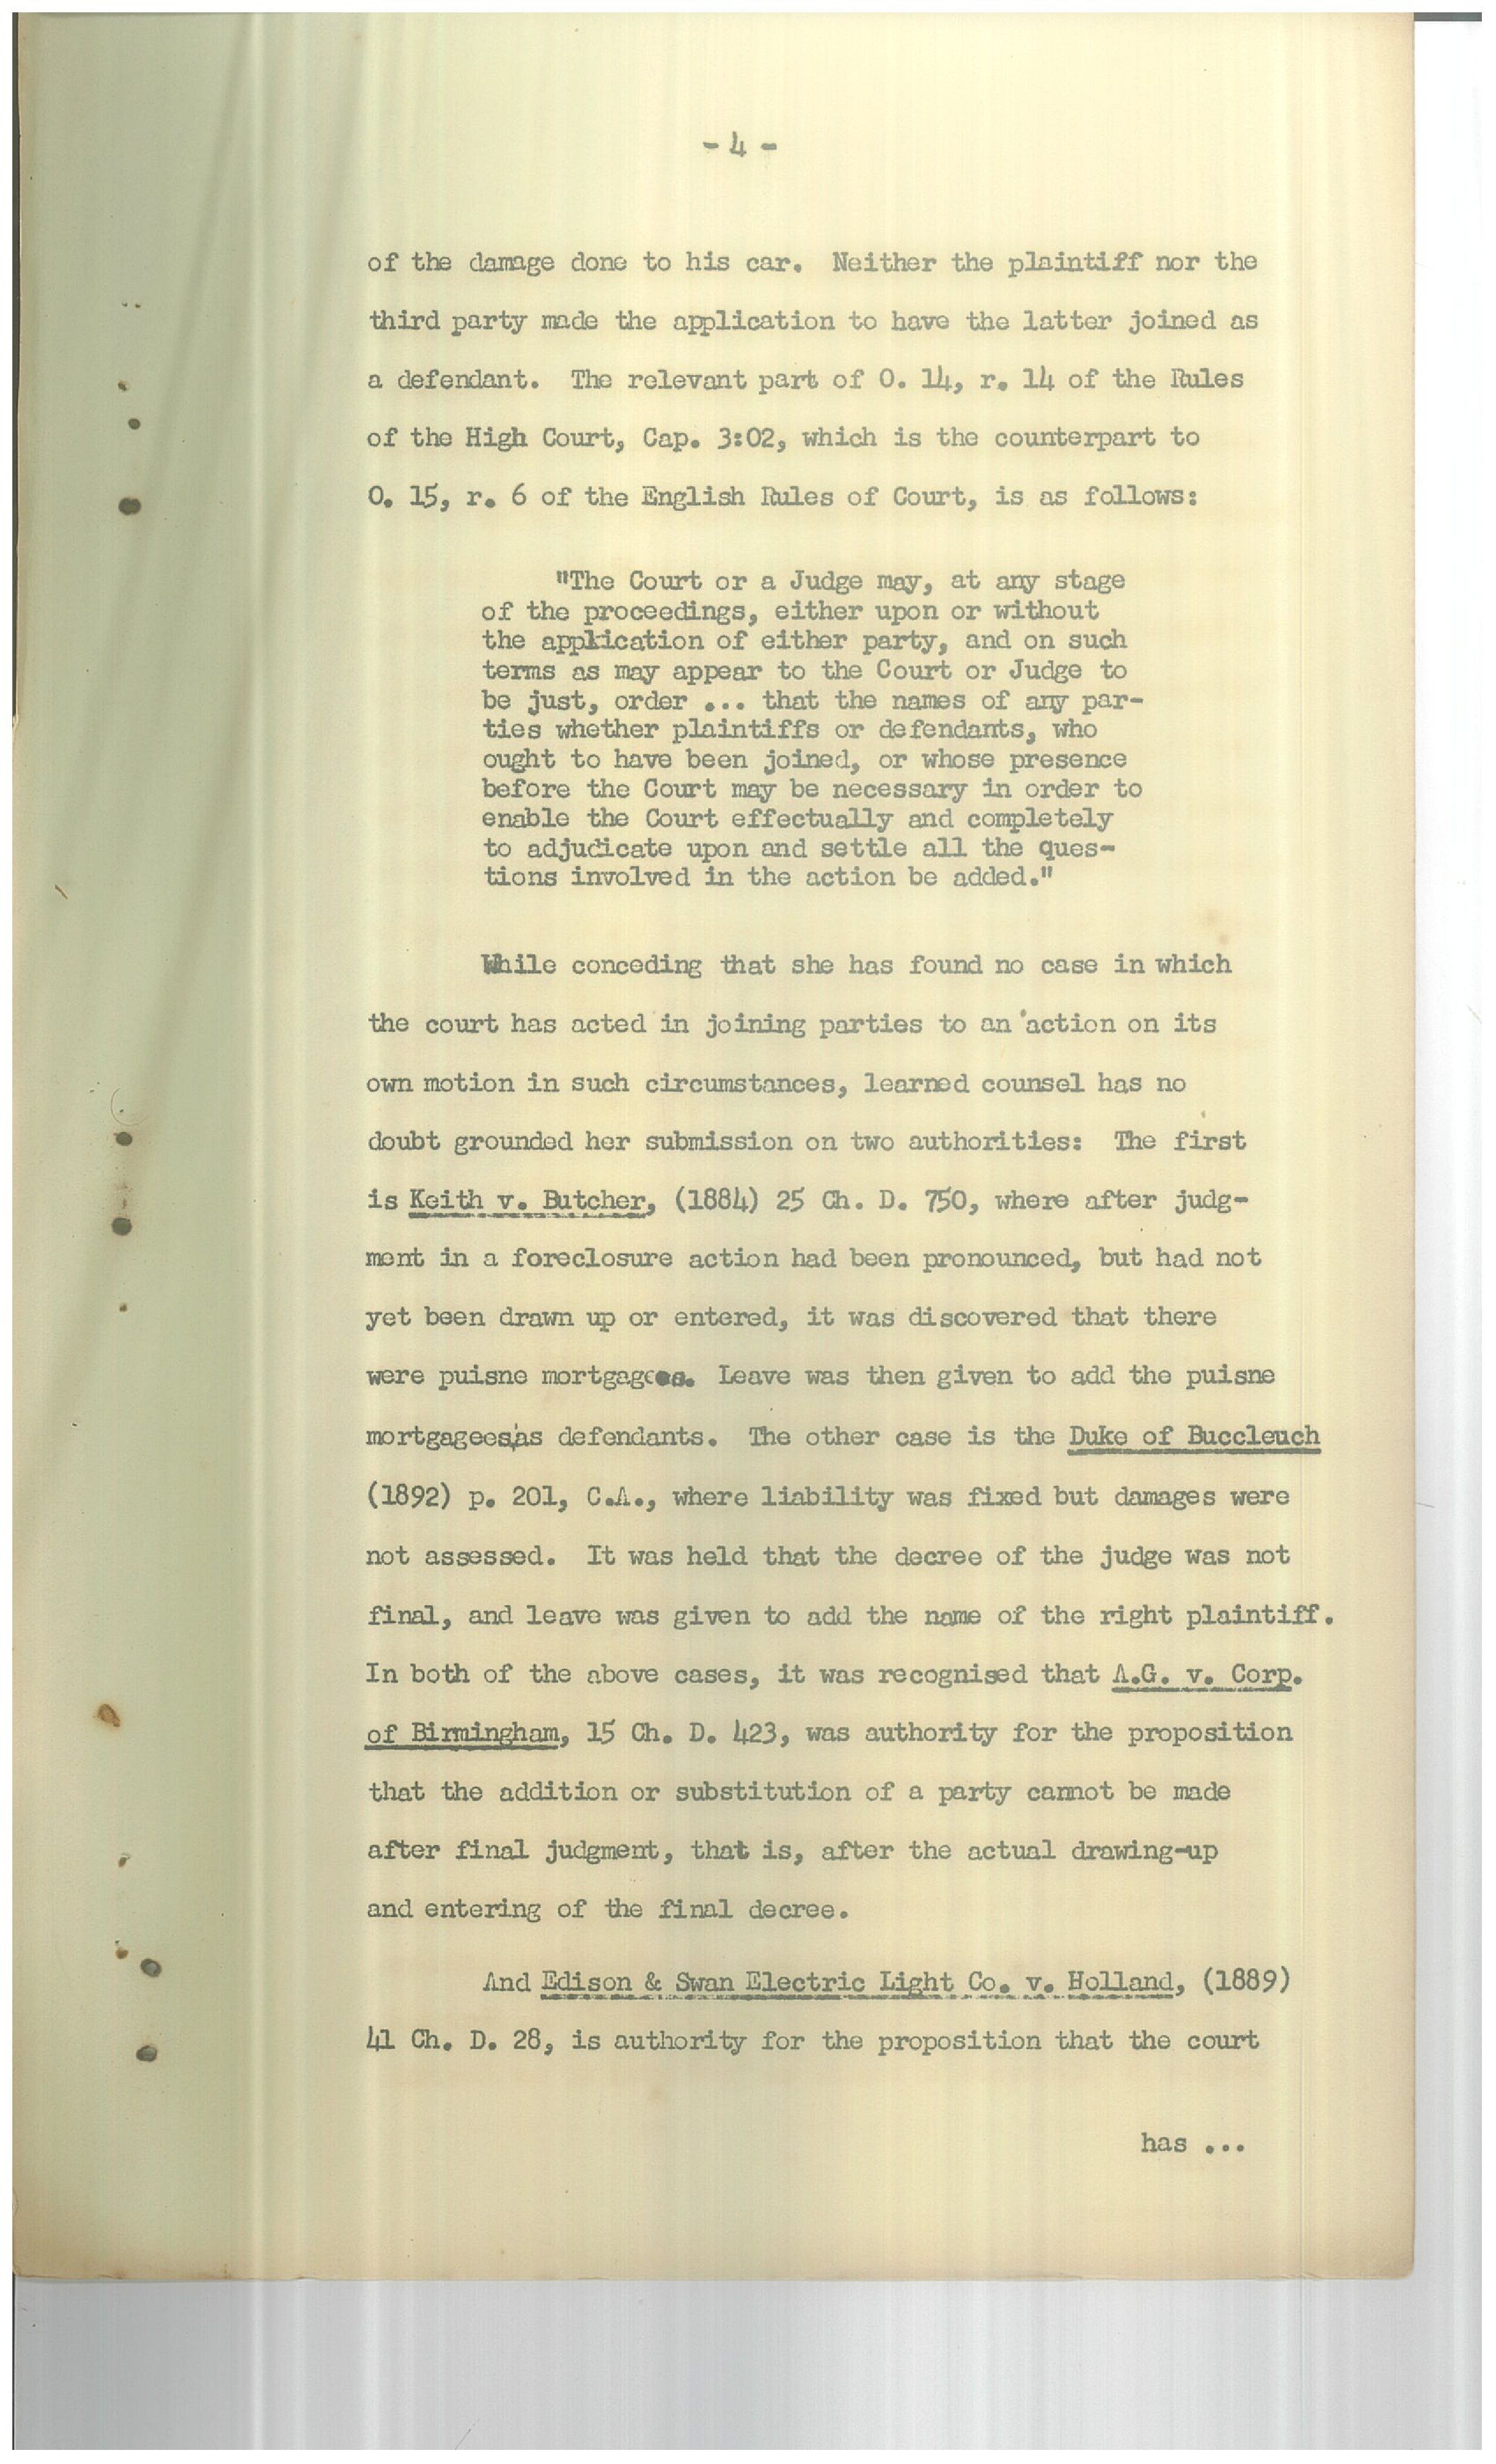 - 4 -
of the damage done to his car. Neither the plaintiff nor the
third party made the application to have the latter joined as
a defendant. The relevant part of O. 14, r. 14 of the Rules
of the High Court, Cap. 3:02, which is the counterpart to
O. 15, r. 6 of the English Rules of Court, is as follows:
"The Court or a Judge may, at any stage
of the proceedings, either upon or without
the application of either party, and on such
terms as may appear to the Court or Judge to
be just, order ... that the names of any par-
ties whether plaintiffs or defendants, who
ought to have been joined, or whose presence
before the Court may be necessary in order to
enable the Court effectually and completely
to adjudicate upon and settle all the ques-
tions involved in the action be added."
While conceding that she has found no case in which
the court has acted in joining parties to an action on its
own motion in such circumstances, learned counsel has no
doubt grounded her submission on two authorities: The first
is Keith v. Butcher, (1884) 25 Ch. D. 750, where after judg-
ment in a foreclosure action had been pronounced, but had not
yet been drawn up or entered, it was discovered that there
were puisne mortgagees. Leave was then given to add the puisne
mortgagees as defendants. The other case is the Duke of Buccleuch
(1892) p. 201, C.A., where liability was fixed but damages were
not assessed. It was held that the decree of the judge was not
final, and leave was given to add the name of the right plaintiff.
In both of the above cases, it was recognised that A.G. v. Corp.
of Birmingham, 15 Ch. D. 423, was authority for the proposition
that the addition or substitution of a party cannot be made
after final judgment, that is, after the actual drawing-up
and entering of the final decree.
And Edison & Swan Electric Light Co. v. Holland, (1889)
41 Ch. D. 28, is authority for the proposition that the court
has ...